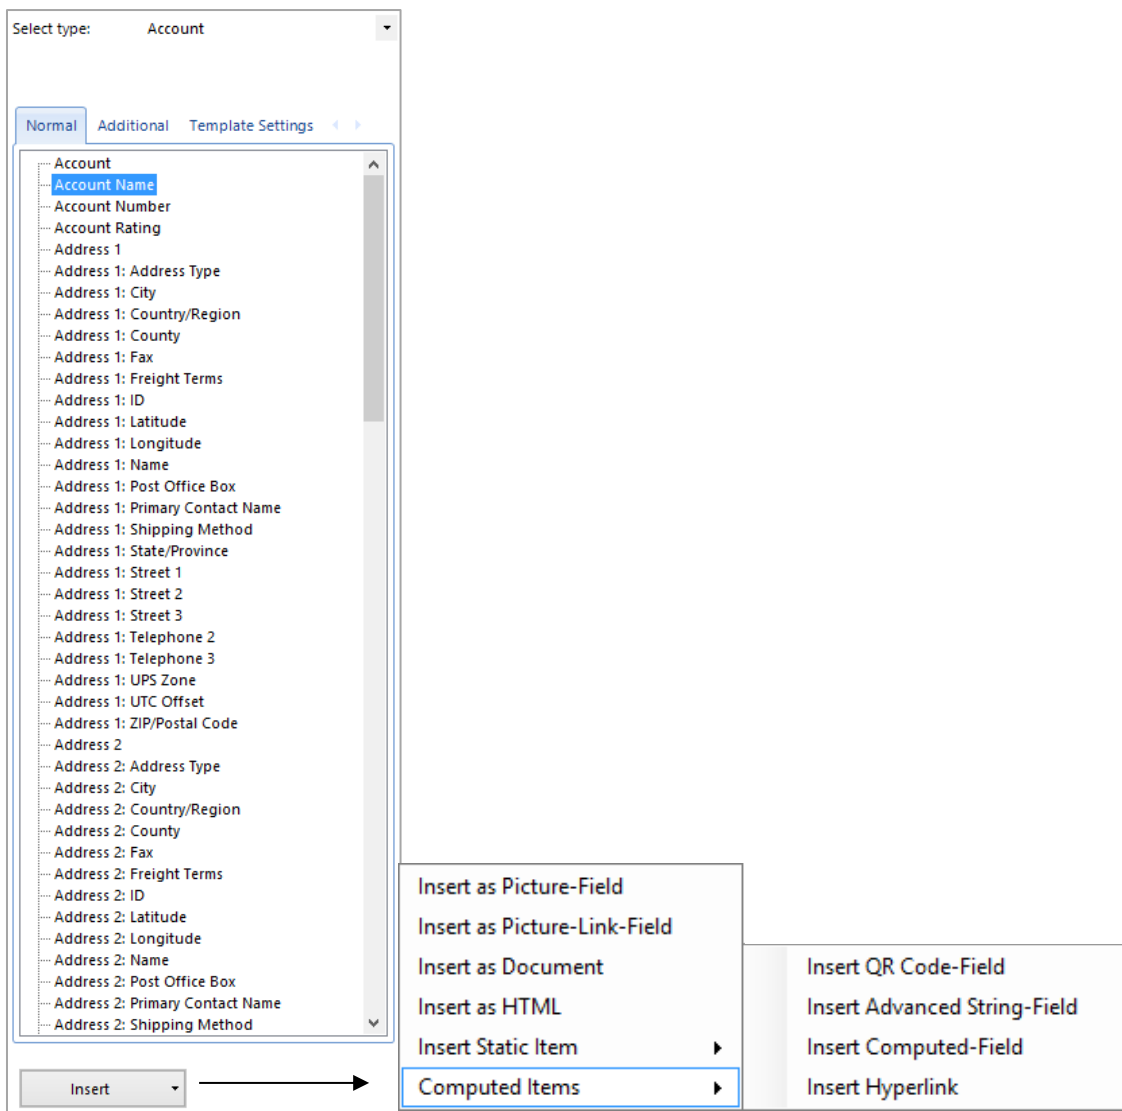 Select type: Account
Normal Additional Template Settings
Account
Account Name
Account Number
Account Rating
Address 1
Address 1: Address Type
Address 1: City
Address 1: Country/Region
Address 1: County
Address 1: Fax
Address 1: Freight Terms
Address 1: ID
Address 1: Latitude
Address 1: Longitude
Address 1: Name
Address 1: Post Office Box
Address 1: Primary Contact Name
Address 1: Shipping Method
Address 1: State/Province
Address 1: Street 1
Address 1: Street 2
Address 1: Street 3
Address 1: Telephone 2
Address 1: Telephone 3
Address 1: UPS Zone
Address 1: UTC Offset
Address 1: ZIP/Postal Code
Address 2
Address 2: Address Type
Address 2: City
Address 2: Country/Region
Address 2: County
Address 2: Fax
Address 2: Freight Terms
Address 2: ID
Address 2: Latitude
Address 2: Longitude
Address 2: Name
Address 2: Post Office Box
Address 2: Primary Contact Name
Address 2: Shipping Method
Insert
Insert as Picture-Field
Insert as Picture-Link-Field
Insert as Document
Insert as HTML
Insert Static Item
Computed Items
Insert QR Code-Field
Insert Advanced String-Field
Insert Computed-Field
Insert Hyperlink